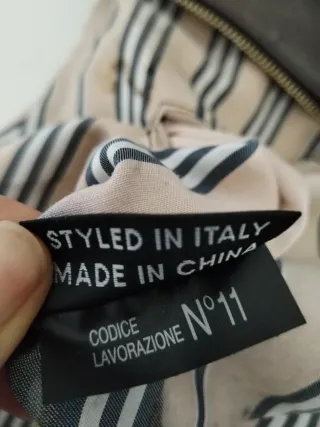 STYLED IN ITALY
MADE IN CHINA
CODICE
LAVORAZIONE N° 11